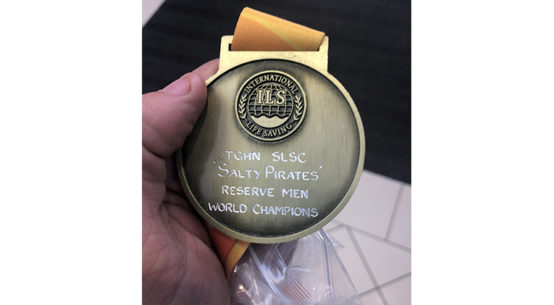 INTERNATIONAL
ILS
LIFE SAVING
TCHN SLSC
'SALTY PIRATES'
RESERVE MEN
WORLD CHAMPIONS